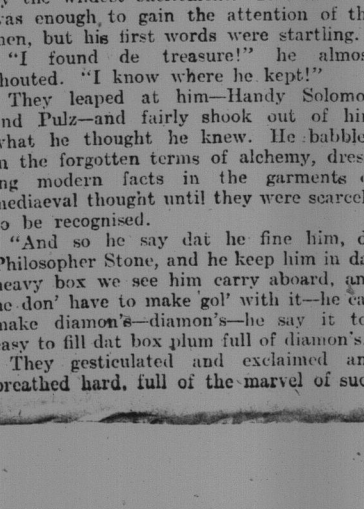 was enough to gain the attention of th
men, but his first words were startling.
"I found de treasure!" he almos
houted. "I know where he kept!"
They leaped at him—Handy Solomo
nd Pulz—and fairly shook out of hi
what he thought he knew. He babble
n the forgotten terms of alchemy, dres
ng modern facts in the garments o
mediaeval thought until they were scarcel
o be recognised.
"And so he say dat he fine him, d
Philosopher Stone, and he keep him in da
heavy box we see him carry aboard, an
he don' have to make 'gol' with it—he ca
make diamon's—diamon's—he say it to
easy to fill dat box plum full of diamon's
They gesticulated and exclaimed an
breathed hard, full of the marvel of suc